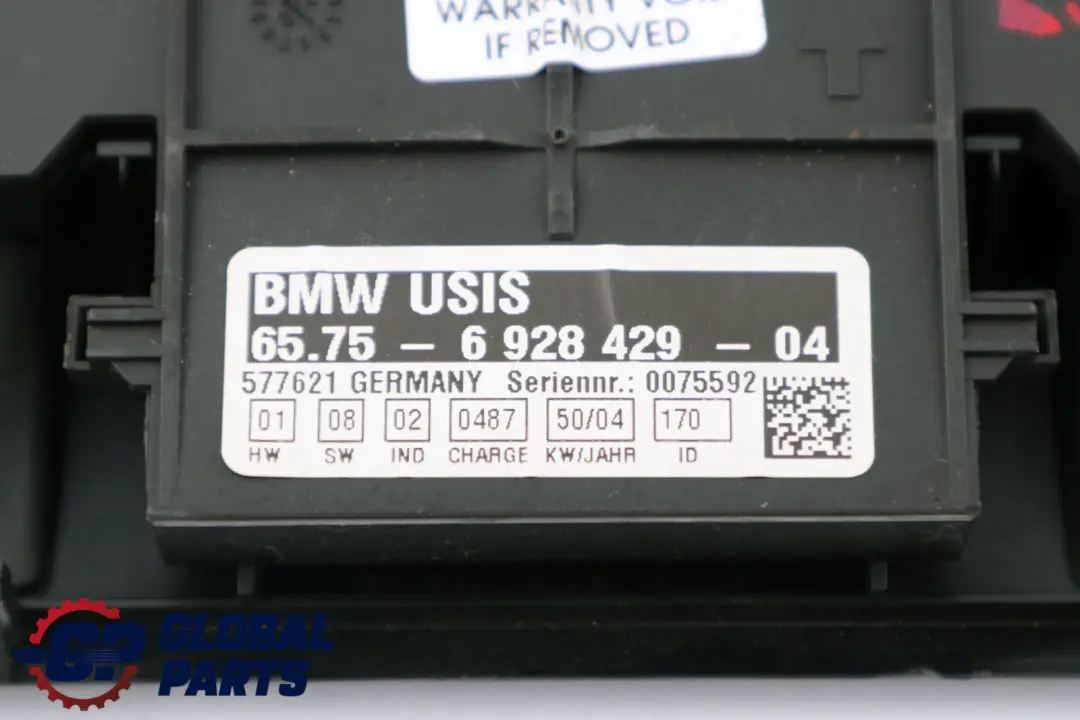 WARRANTY VOID
IF REMOVED
BMW USIS
65.75 - 6 928 429 - 04
577621 GERMANY Seriennr.: 0075592
01 08 02 0487 50/04 170
HW SW IND CHARGE KW/JAHR ID
GP GLOBAL
PARTS